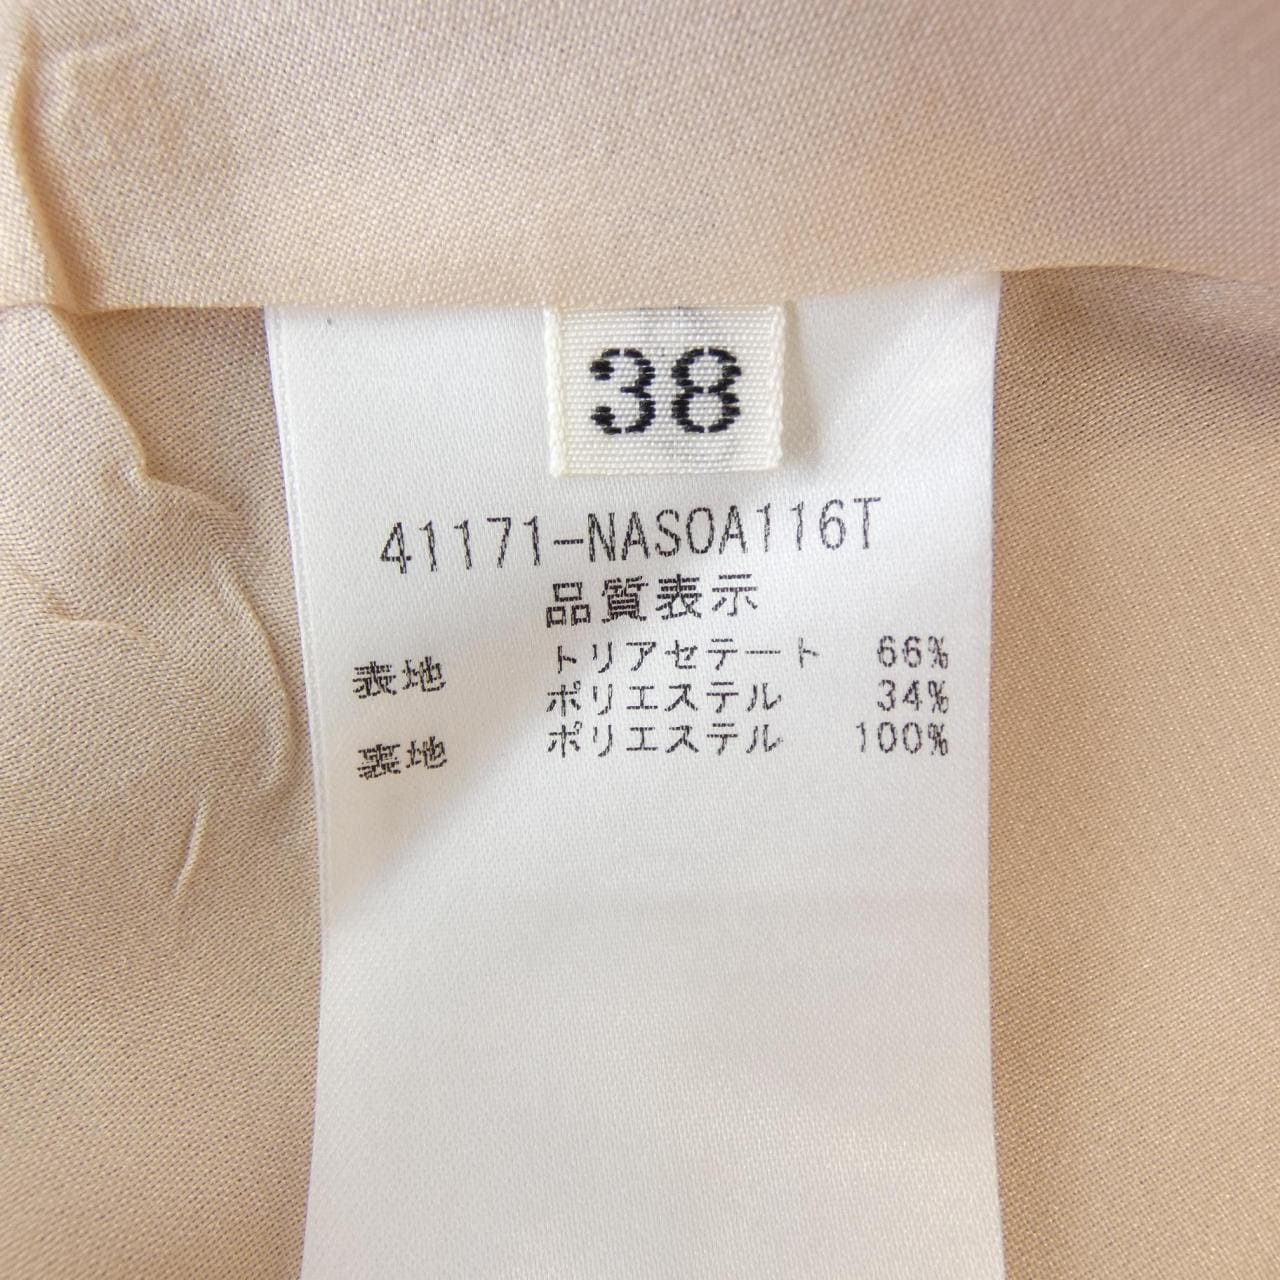 38
41171-NASOA116T
品質表示
表地 トリアセテート 66%
ポリエステル 34%
裏地 ポリエステル 100%